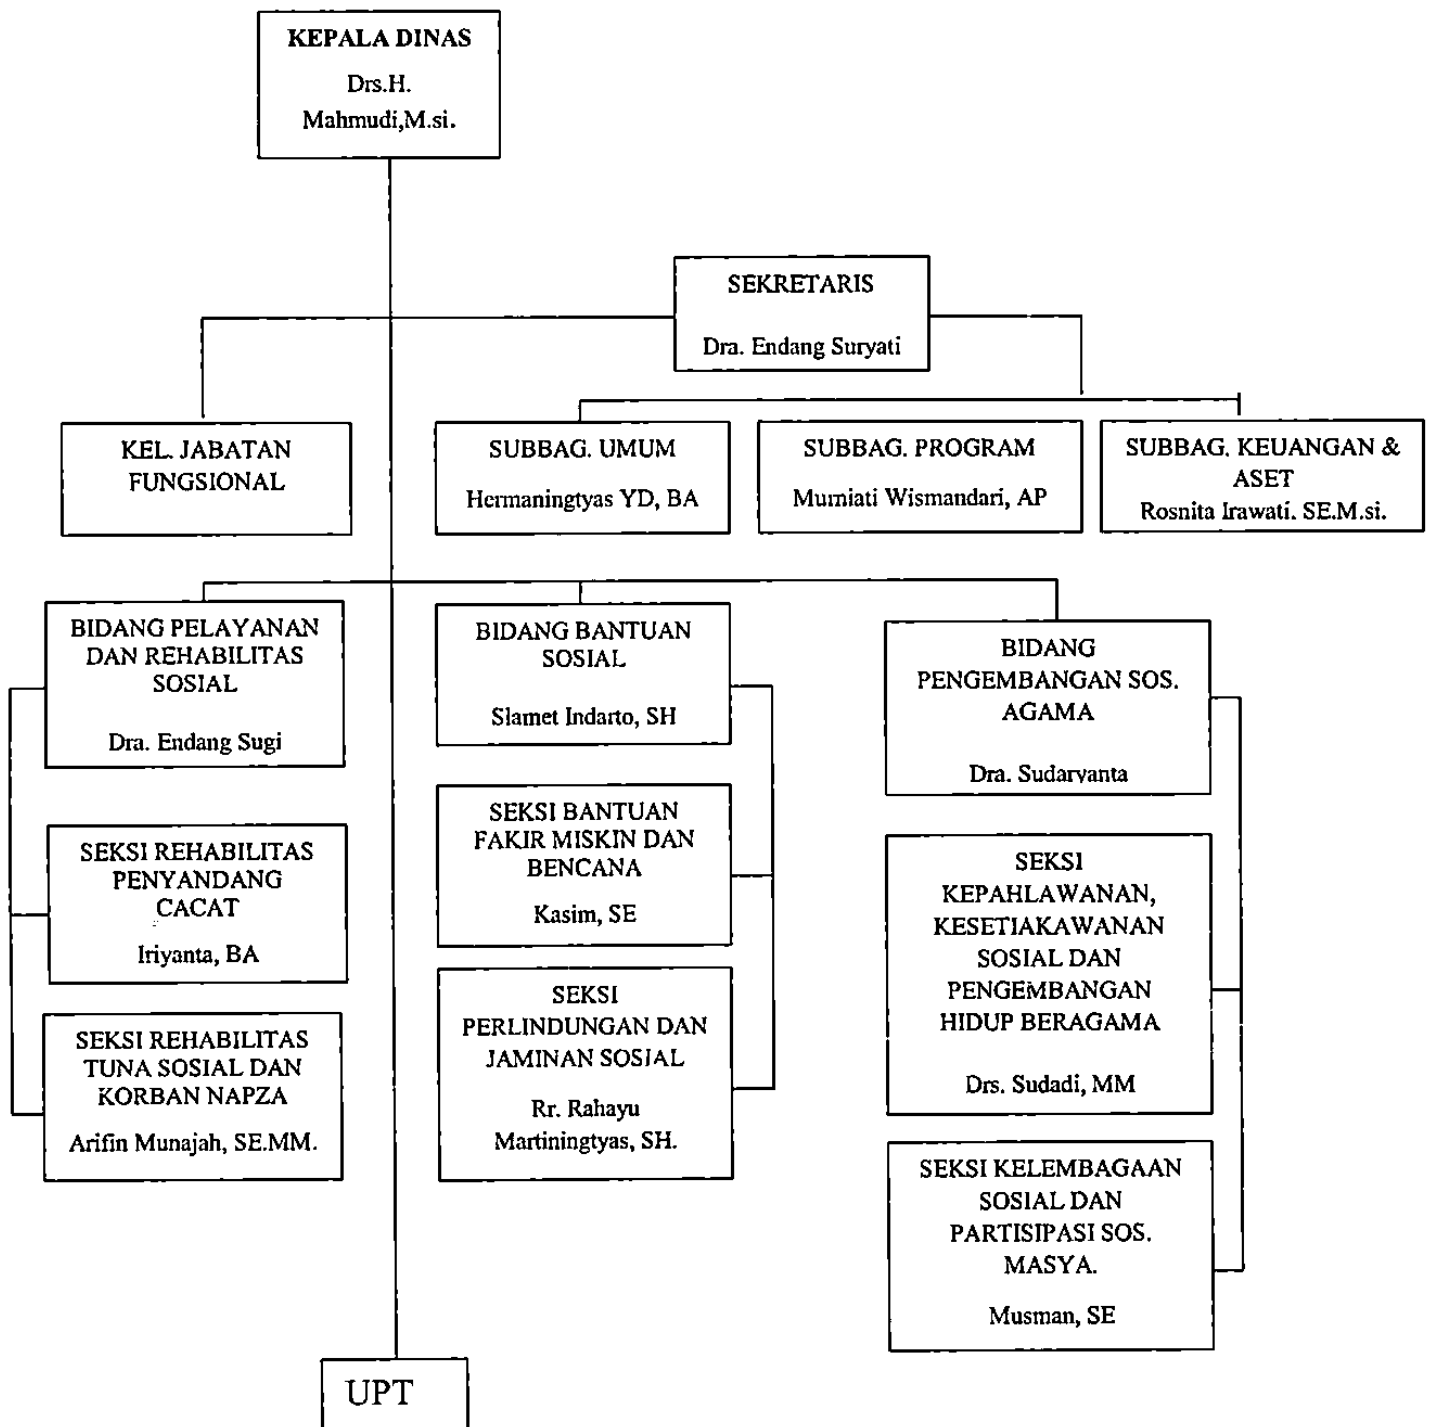 KEPALA DINAS
Drs.H.
Mahmudi,M.si.
SEKRETARIS
Dra. Endang Suryati
KEL. JABATAN
FUNGSIONAL
SUBBAG. UMUM
Hermaningtyas YD, BA
SUBBAG. PROGRAM
Murniati Wismandari, AP
SUBBAG. KEUANGAN &
ASET
Rosnita Irawati. SE.M.si.
BIDANG PELAYANAN
DAN REHABILITAS
SOSIAL
Dra. Endang Sugi
SEKSI REHABILITAS
PENYANDANG
CACAT
Iriyanta, BA
SEKSI REHABILITAS
TUNA SOSIAL DAN
KORBAN NAPZA
Arifin Munajah, SE.MM.
BIDANG BANTUAN
SOSIAL
Slamet Indarto, SH
SEKSI BANTUAN
FAKIR MISKIN DAN
BENCANA
Kasim, SE
SEKSI
PERLINDUNGAN DAN
JAMINAN SOSIAL
Rr. Rahayu
Martiningtyas, SH.
BIDANG
PENGEMBANGAN SOS.
AGAMA
Dra. Sudaryanta
SEKSI
KEPAHLAWANAN,
KESETIAKAWANAN
SOSIAL DAN
PENGEMBANGAN
HIDUP BERAGAMA
Drs. Sudadi, MM
SEKSI KELEMBAGAAN
SOSIAL DAN
PARTISIPASI SOS.
MASYA.
Musman, SE
UPT